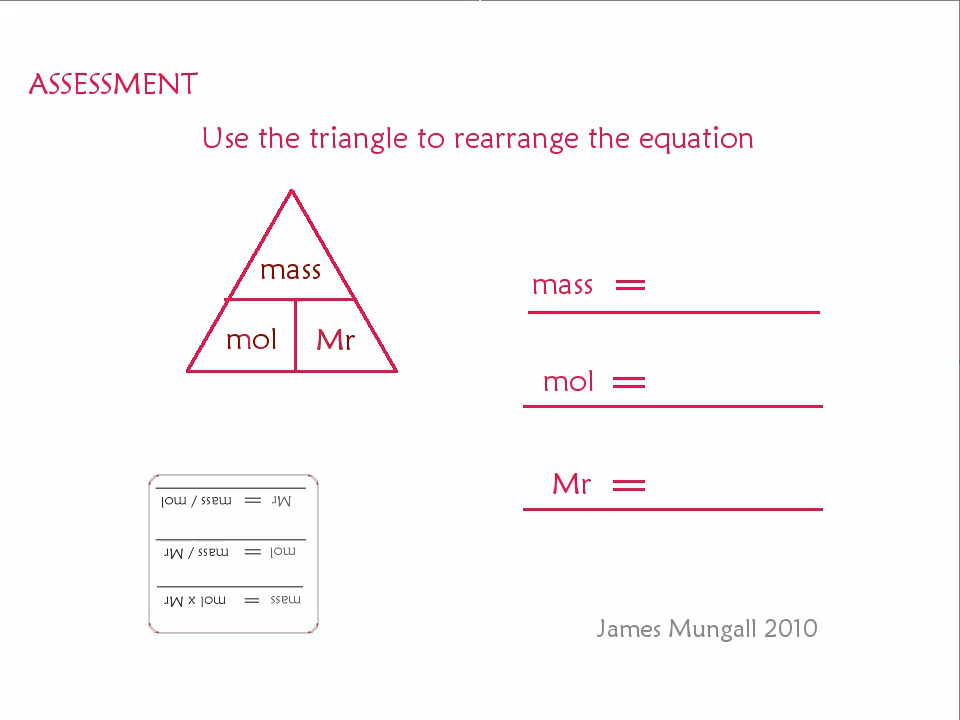 ASSESSMENT
Use the triangle to rearrange the equation
mass
mol Mr
mass =
mol =
Mr =
mass = mol x Mr
mol = mass / Mr
Mr = mass / mol
James Mungall 2010